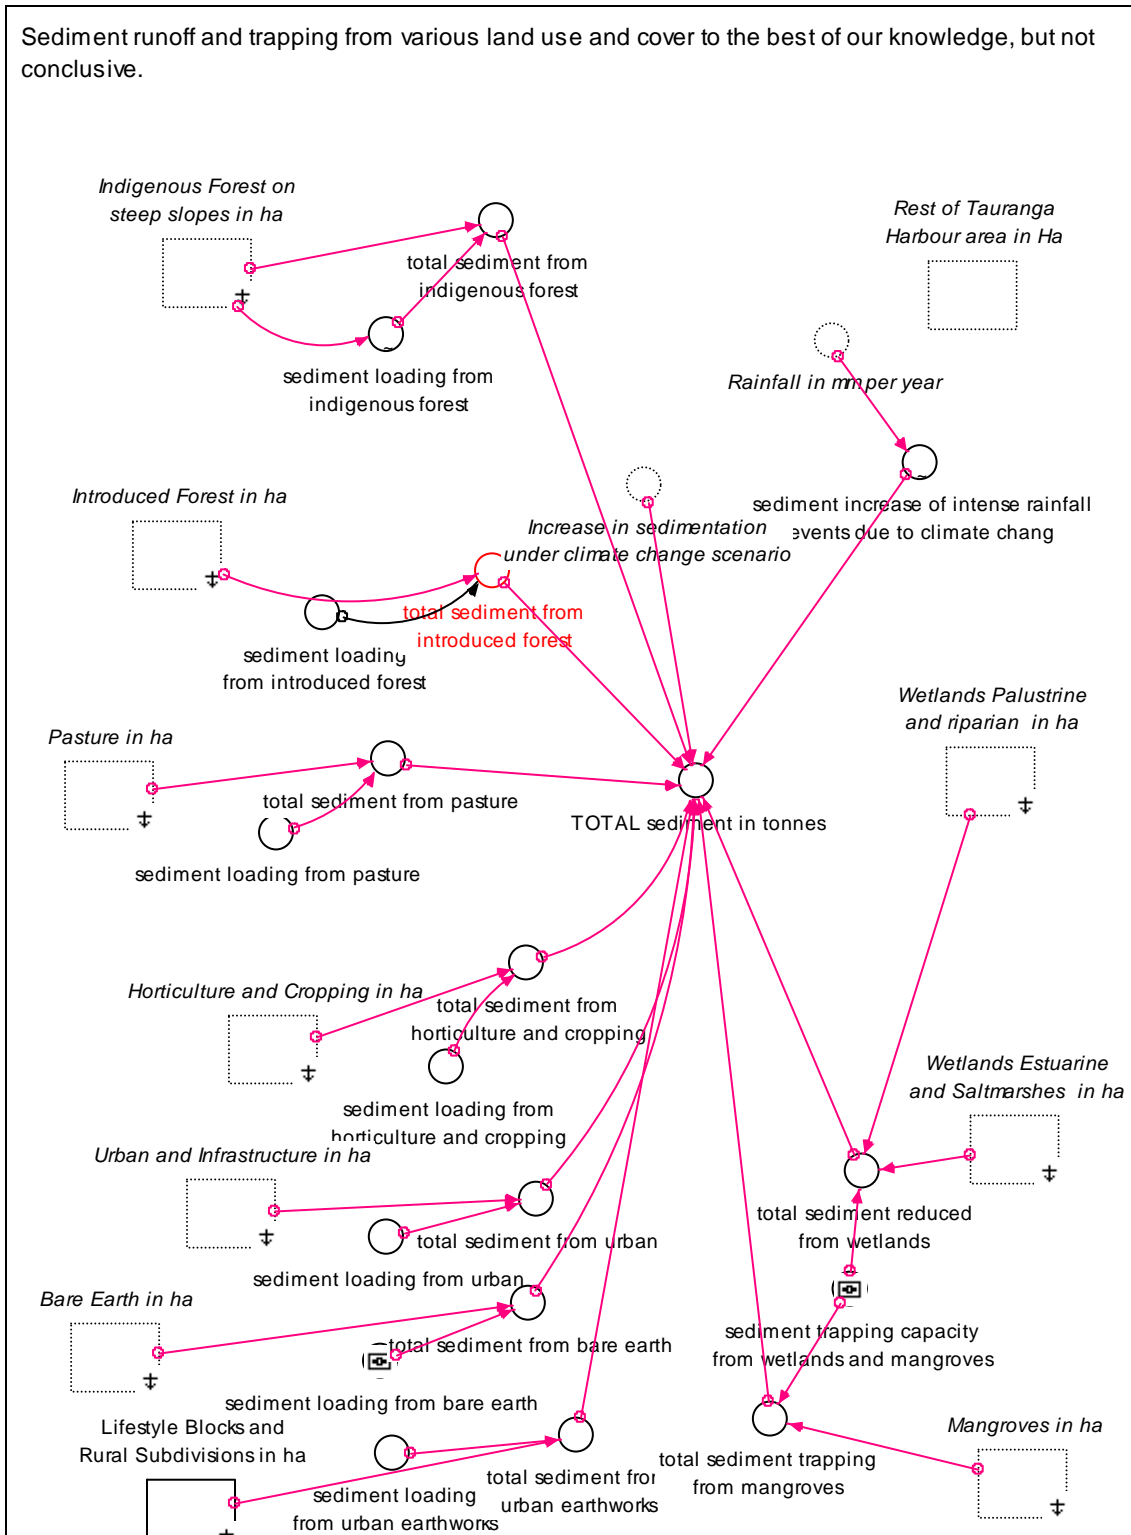 Sediment runoff and trapping from various land use and cover to the best of our knowledge, but not
conclusive.
Indigenous Forest on
steep slopes in ha
Rest of Tauranga
Harbour area in Ha
total sediment from
indigenous forest
sediment loading from
indigenous forest
Rainfall in mm per year
Introduced Forest in ha
Increase in sedimentation
under climate change scenario
sediment increase of intense rainfall
events due to climate chang
total sediment from
introduced forest
sediment loading
from introduced forest
Wetlands Palustrine
and riparian in ha
Pasture in ha
total sediment from pasture
TOTAL sediment in tonnes
sediment loading from pasture
Horticulture and Cropping in ha
total sediment from
horticulture and cropping
Wetlands Estuarine
and Saltmarshes in ha
sediment loading from
horticulture and cropping
Urban and Infrastructure in ha
total sediment reduced
from wetlands
total sediment from urban
sediment loading from urban
Bare Earth in ha
total sediment from bare earth
sediment trapping capacity
from wetlands and mangroves
sediment loading from bare earth
Lifestyle Blocks and
Rural Subdivisions in ha
Mangroves in ha
total sediment trapping
from mangroves
total sediment from
urban earthworks
sediment loading
from urban earthworks